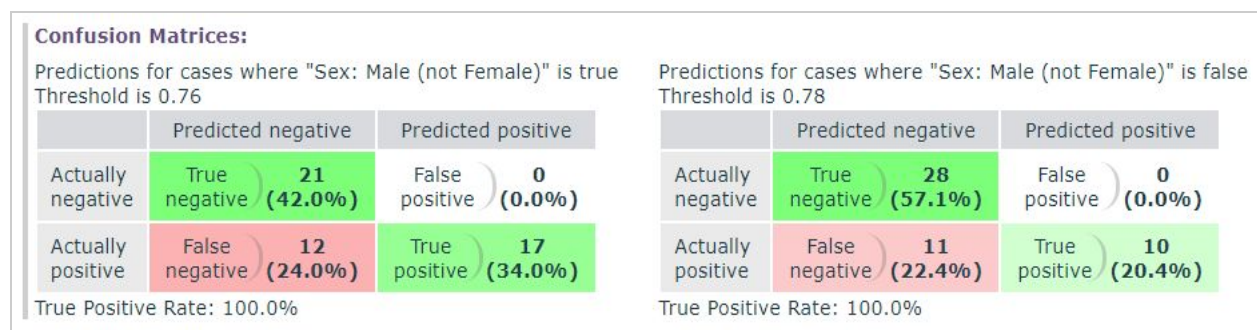 Confusion Matrices:
Predictions for cases where "Sex: Male (not Female)" is true
Threshold is 0.76
Predicted negative Predicted positive
Actually negative True negative 21 (42.0%) False positive 0 (0.0%)
Actually positive False negative 12 (24.0%) True positive 17 (34.0%)
True Positive Rate: 100.0%
Predictions for cases where "Sex: Male (not Female)" is false
Threshold is 0.78
Predicted negative Predicted positive
Actually negative True negative 28 (57.1%) False positive 0 (0.0%)
Actually positive False negative 11 (22.4%) True positive 10 (20.4%)
True Positive Rate: 100.0%